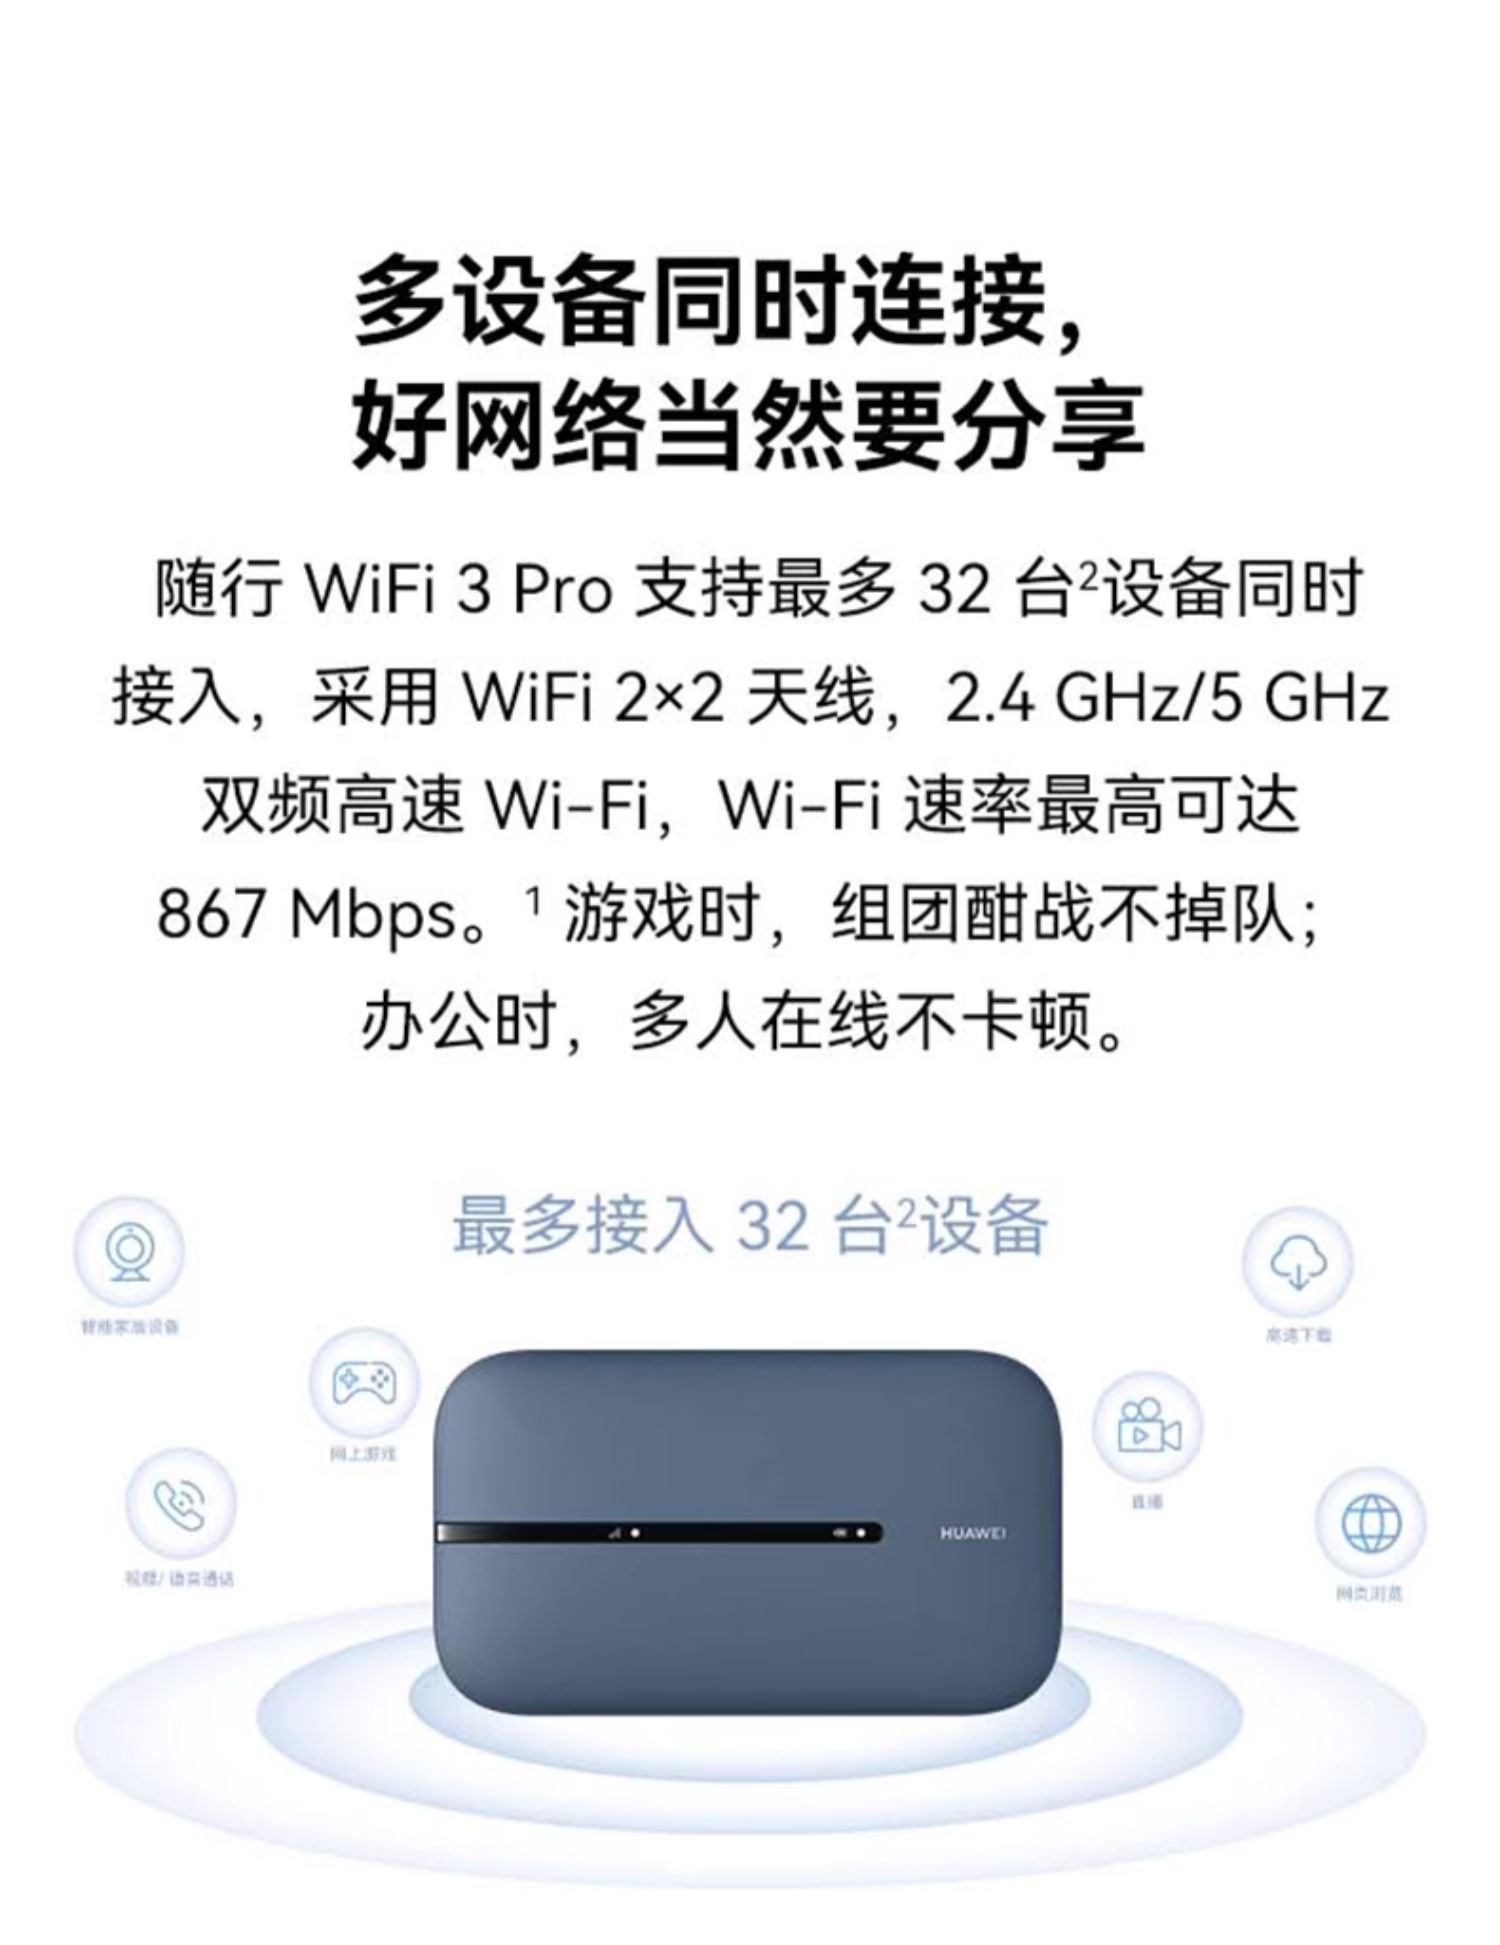 多设备同时连接，
好网络当然要分享
随行 WiFi 3 Pro 支持最多 32 台²设备同时
接入，采用 WiFi 2×2 天线，2.4 GHz/5 GHz
双频高速 Wi-Fi，Wi-Fi 速率最高可达
867 Mbps。¹ 游戏时，组团酣战不掉队；
办公时，多人在线不卡顿。
最多接入 32 台²设备
智能家居设备
高速下载
网上游戏
直播
HUAWEI
视频/ 语音通话
网页浏览